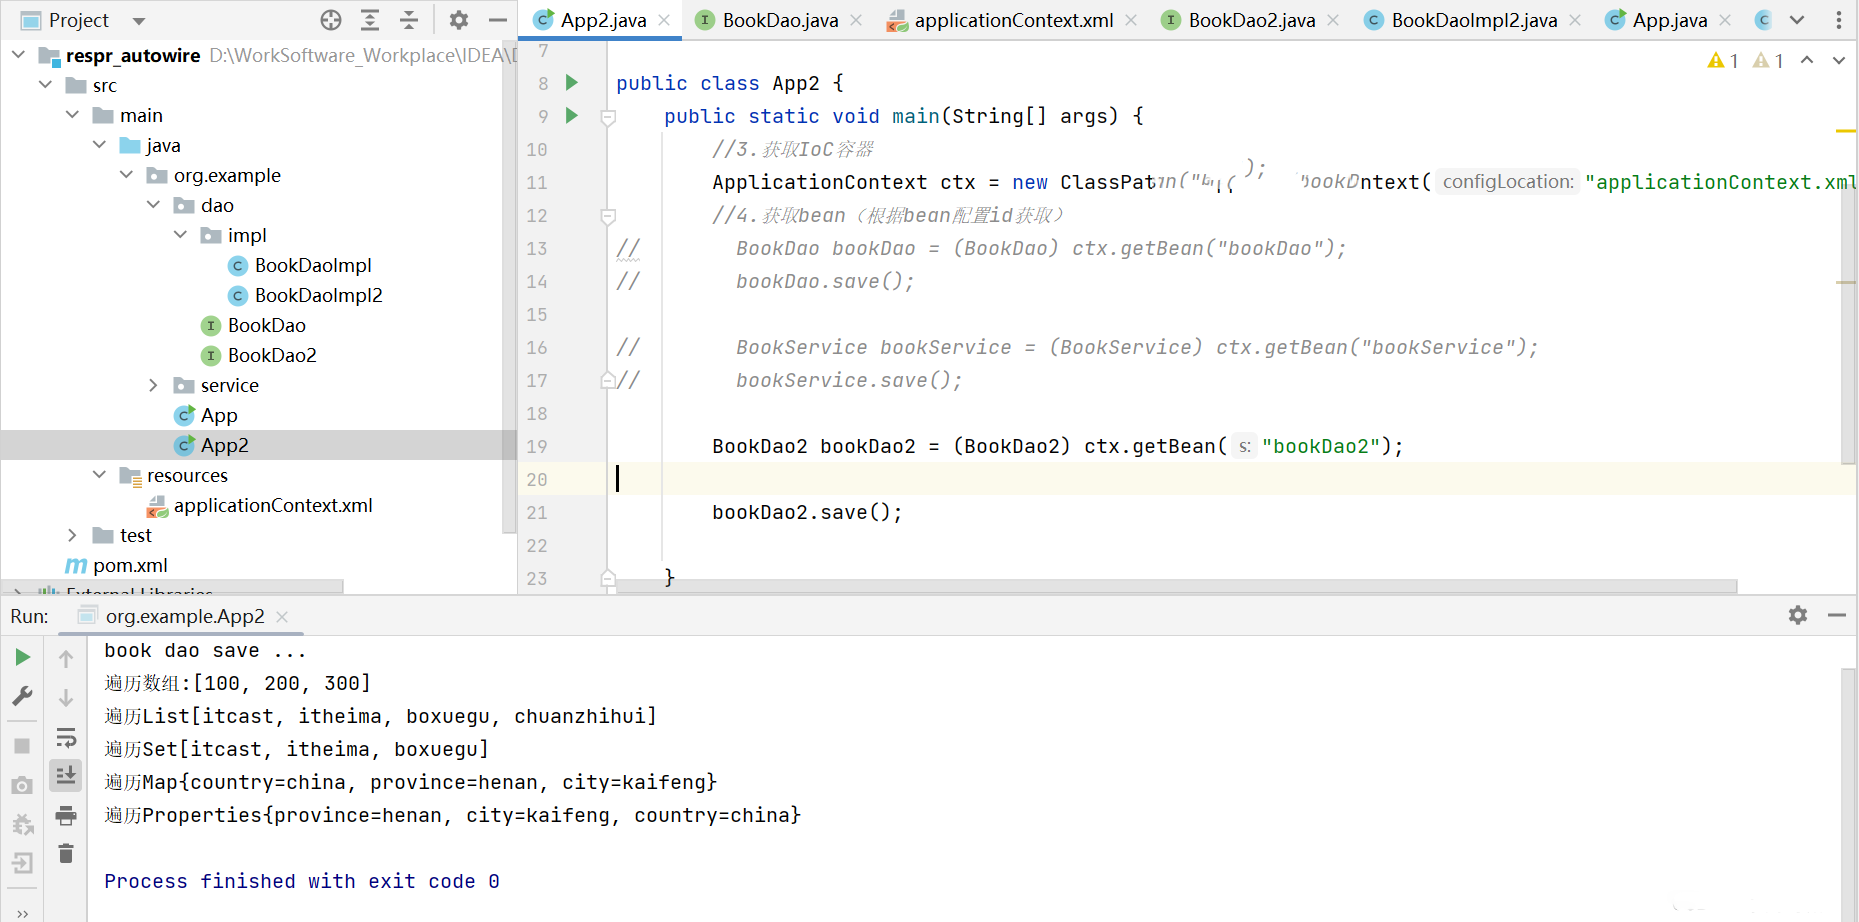 Project
App2.java
BookDao.java
applicationContext.xml
BookDao2.java
BookDaoImpl2.java
App.java
respr_autowire D:\WorkSoftware_Workplace\IDEA\
src
main
java
org.example
dao
impl
BookDaoImpl
BookDaoImpl2
BookDao
BookDao2
service
App
App2
resources
applicationContext.xml
test
pom.xml
External Libraries
1 1
7
8 public class App2 {
9 public static void main(String[] args) {
10 //3.获取IoC容器
11 ApplicationContext ctx = new ClassPat ntext( configLocation: "applicationContext.xml
12 //4.获取bean（根据bean配置id获取）
13 // BookDao bookDao = (BookDao) ctx.getBean("bookDao");
14 // bookDao.save();
15
16 // BookService bookService = (BookService) ctx.getBean("bookService");
17 // bookService.save();
18
19 BookDao2 bookDao2 = (BookDao2) ctx.getBean( s: "bookDao2");
20
21 bookDao2.save();
22
23 }
Run: org.example.App2
book dao save ...
遍历数组:[100, 200, 300]
遍历List[itcast, itheima, boxuegu, chuanzhihui]
遍历Set[itcast, itheima, boxuegu]
遍历Map{country=china, province=henan, city=kaifeng}
遍历Properties{province=henan, city=kaifeng, country=china}
Process finished with exit code 0